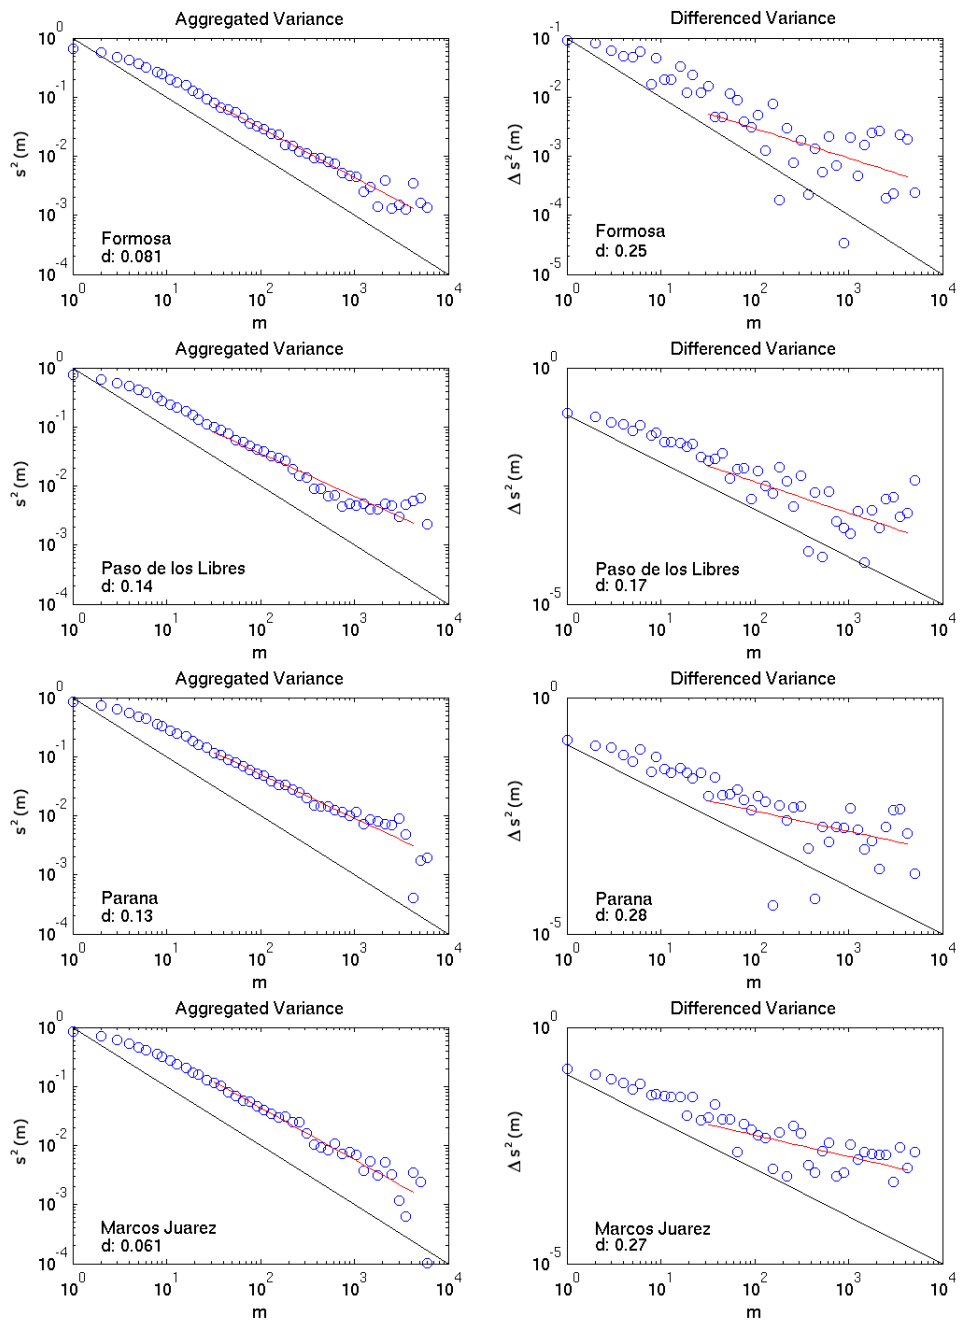 Aggregated Variance
Differenced Variance
10^0
10^-1
10^-2
10^-3
10^-4
s² (m)
Formosa
d: 0.081
10^0 10^1 10^2 10^3 10^4
m
10^-1
10^-2
10^-3
10^-4
10^-5
Δ s² (m)
Formosa
d: 0.25
10^0 10^1 10^2 10^3 10^4
m
Aggregated Variance
Differenced Variance
10^0
10^-1
10^-2
10^-3
10^-4
s² (m)
Paso de los Libres
d: 0.14
10^0 10^1 10^2 10^3 10^4
m
10^0
10^-5
Δ s² (m)
Paso de los Libres
d: 0.17
10^0 10^1 10^2 10^3 10^4
m
Aggregated Variance
Differenced Variance
10^0
10^-1
10^-2
10^-3
10^-4
s² (m)
Parana
d: 0.13
10^0 10^1 10^2 10^3 10^4
m
10^0
10^-5
Δ s² (m)
Parana
d: 0.28
10^0 10^1 10^2 10^3 10^4
m
Aggregated Variance
Differenced Variance
10^0
10^-1
10^-2
10^-3
10^-4
s² (m)
Marcos Juarez
d: 0.061
10^0 10^1 10^2 10^3 10^4
m
10^0
10^-5
Δ s² (m)
Marcos Juarez
d: 0.27
10^0 10^1 10^2 10^3 10^4
m